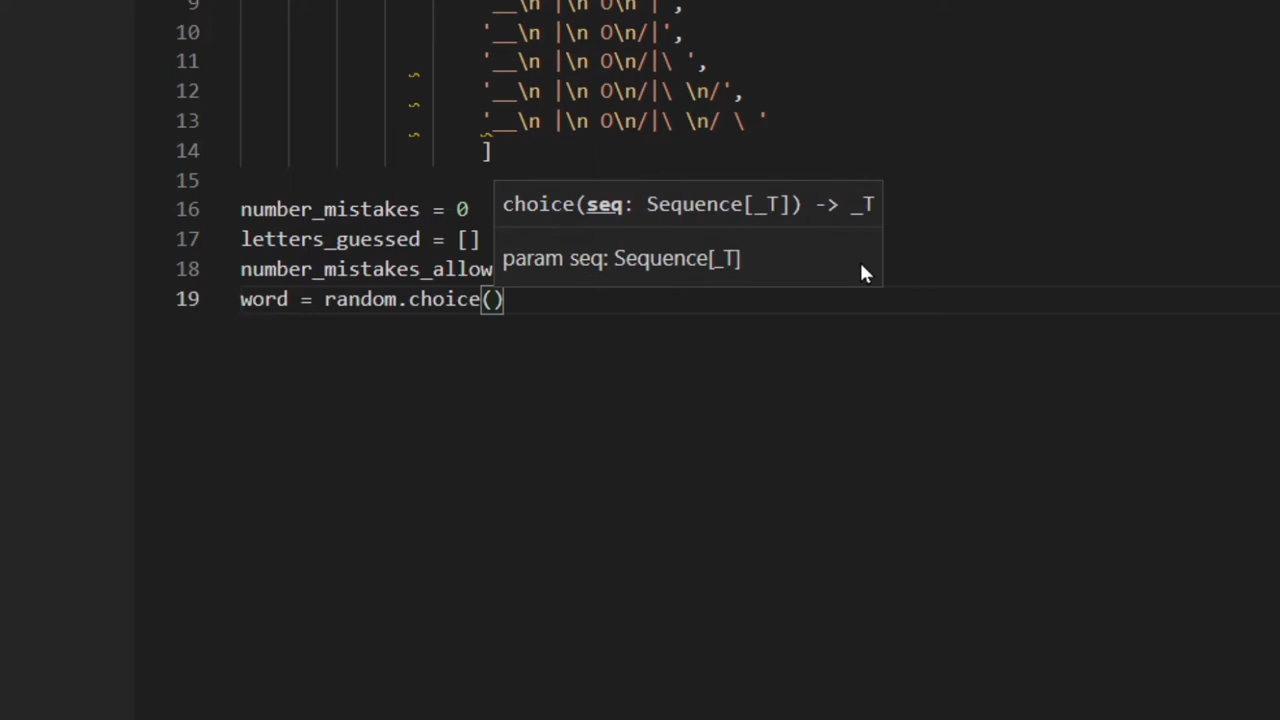 9 '__\n |\n O\n |',
10 '__\n |\n O\n/|',
11 '__\n |\n O\n/|\ ',
12 '__\n |\n O\n/|\ \n/',
13 '__\n |\n O\n/|\ \n/ \ '
14 ]
15
16 number_mistakes = 0
choice(seq: Sequence[_T]) -> _T
17 letters_guessed = []
param seq: Sequence[_T]
18 number_mistakes_allow
19 word = random.choice()